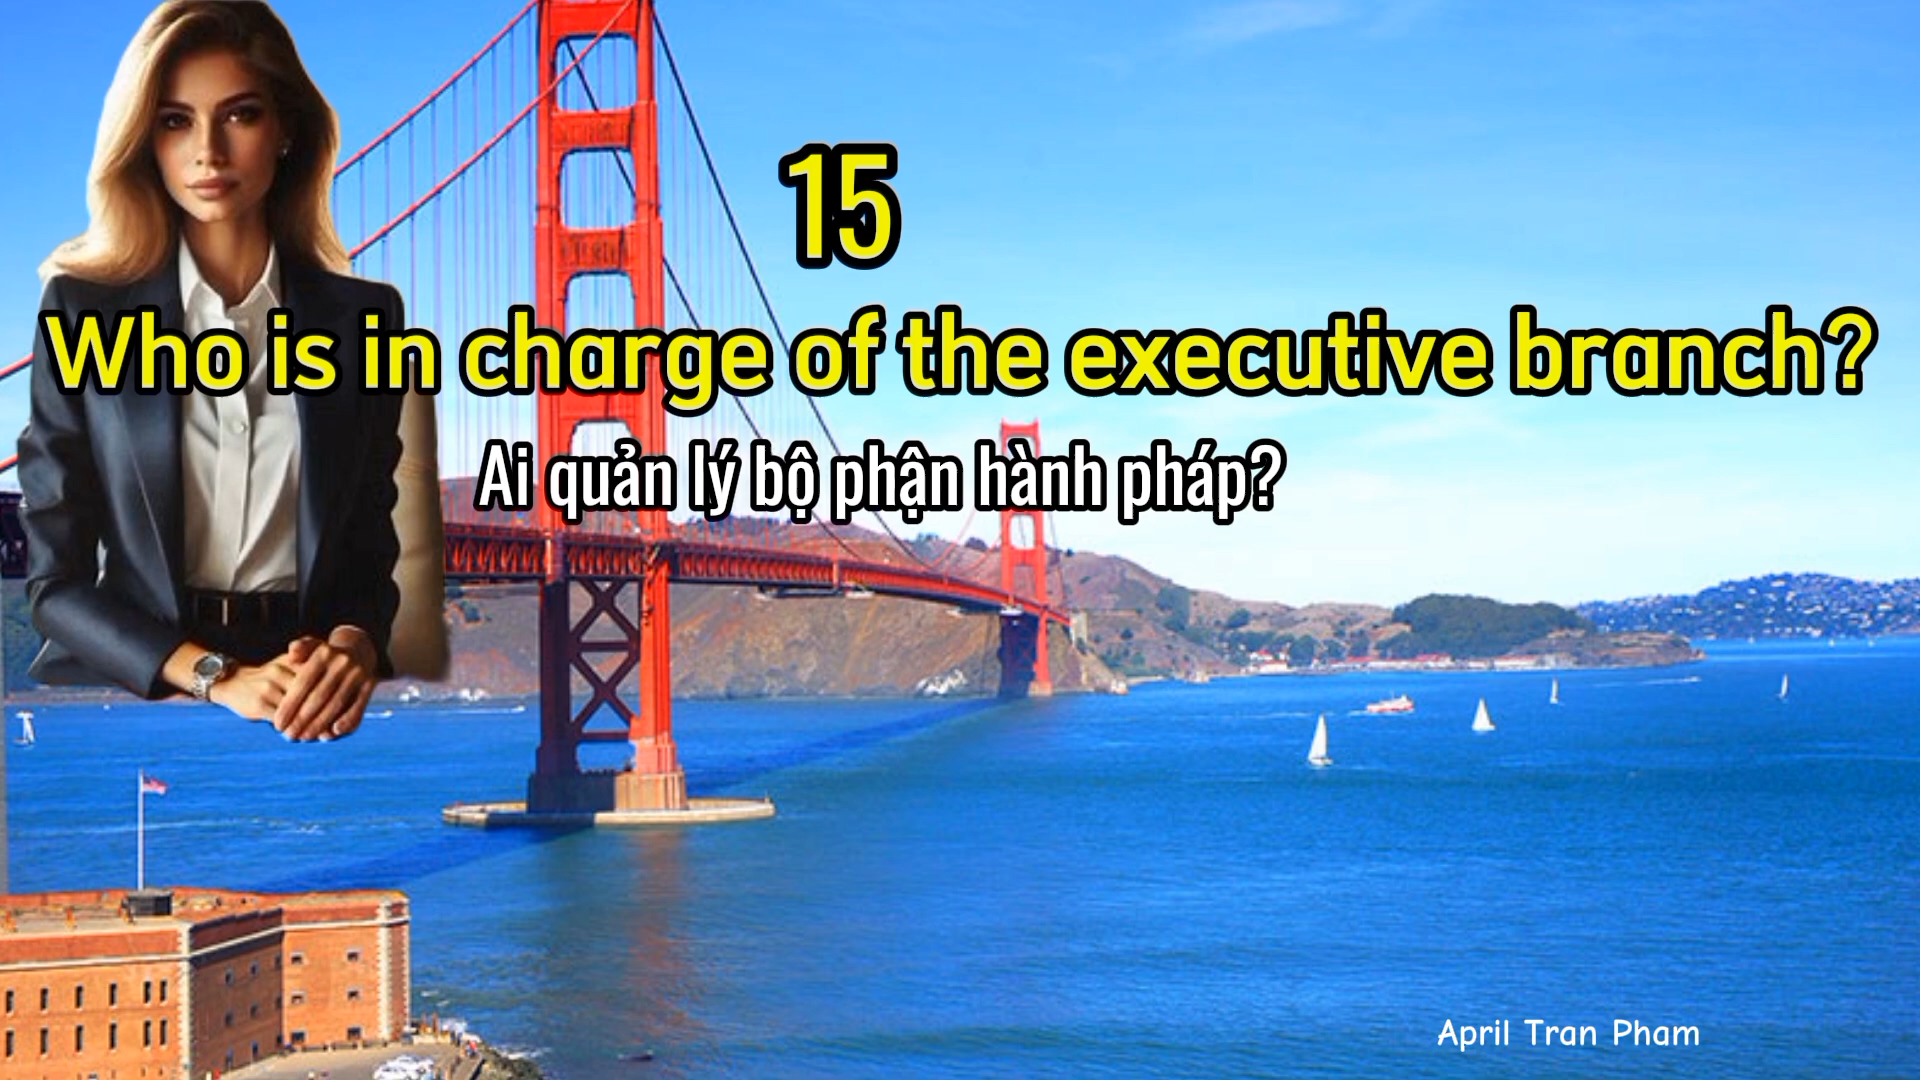 15
Who is in charge of the executive branch?
Ai quản lý bộ phận hành pháp?
April Tran Pham